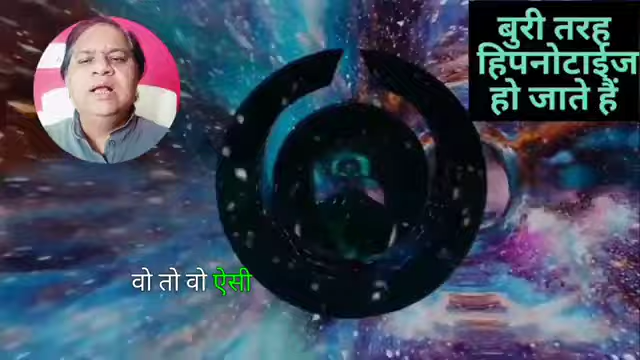 बुरी तरह
हिपनोटाईज
हो जाते हैं
वो तो वो ऐसी